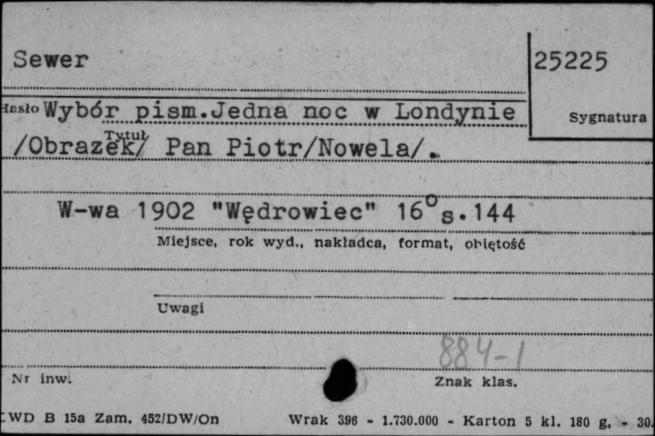 Sewer
25225
Hasło Wybór pism.Jedna noc w Londynie
Sygnatura
Tytuł
/Obrazek/ Pan Piotr/Nowela/.
W-wa 1902 "Wędrowiec" 16° s.144
Miejsce, rok wyd., nakładca, format, objętość
Uwagi
884-1
Nr inw.
Znak klas.
WD B 15a Zam. 452/DW/On Wrak 396 - 1.730.000 - Karton 5 kl. 180 g. - 30.